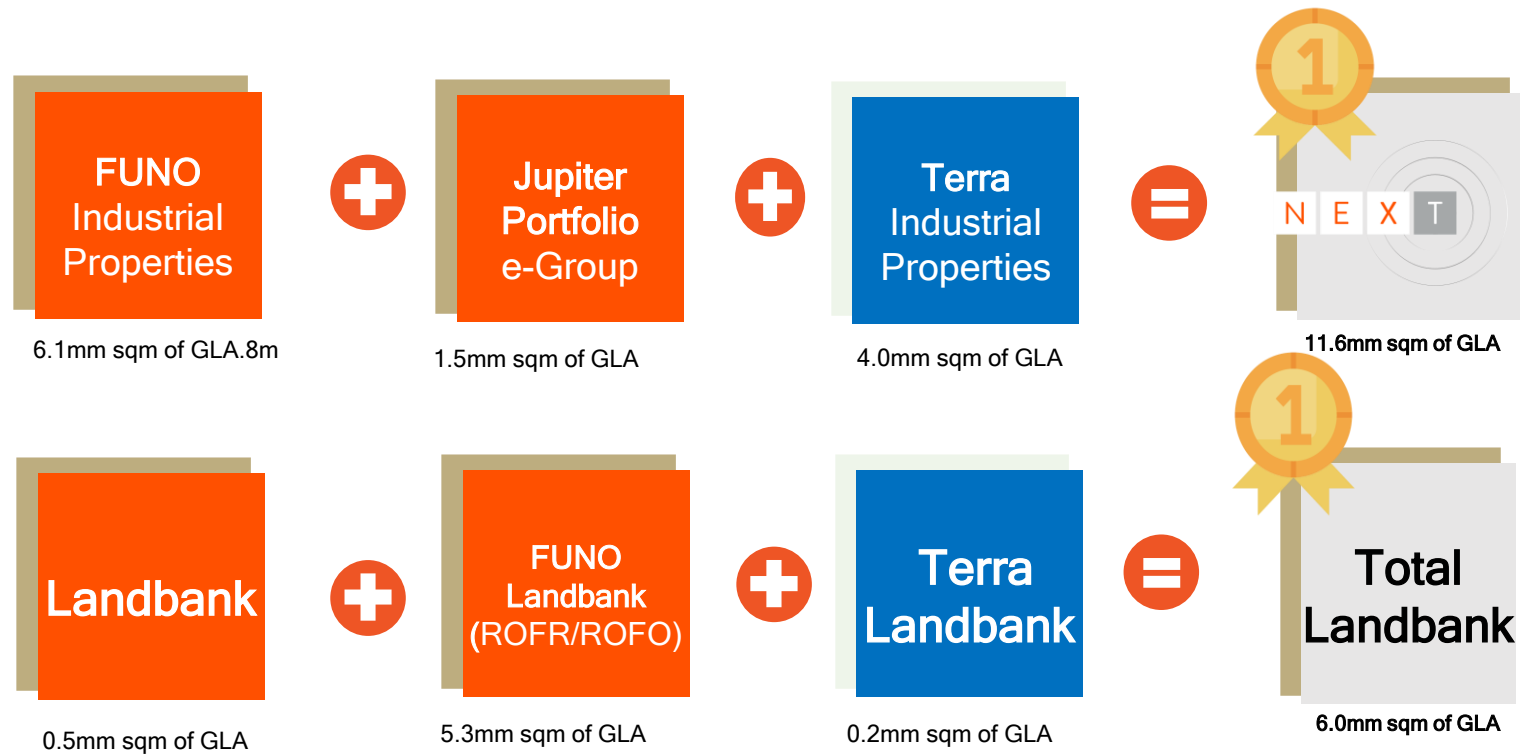 1
FUNO
Industrial
Properties
Jupiter
Portfolio
e-Group
Terra
Industrial
Properties
N E X T
6.1mm sqm of GLA.8m
1.5mm sqm of GLA
4.0mm sqm of GLA
11.6mm sqm of GLA
1
Landbank
FUNO
Landbank
(ROFR/ROFO)
Terra
Landbank
Total
Landbank
0.5mm sqm of GLA
5.3mm sqm of GLA
0.2mm sqm of GLA
6.0mm sqm of GLA